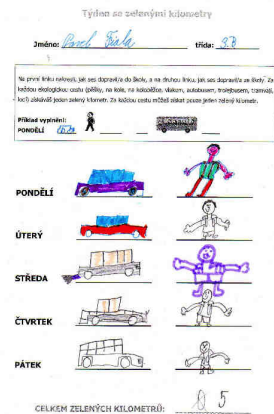 Týden se zelenými kilometry
Jméno: Pavel Fiala třída: 3.B
Na první linku nakresli, jak ses dopravil/a do školy, a na druhou linku, jak ses dopravil/a ze školy. Za
každou ekologickou cestu (pěšky, na kole, na koloběžce, vlakem, autobusem, trolejbusem, tramvají,
lodí) získáváš jeden zelený kilometr. Za každou cestu můžeš získat pouze jeden zelený kilometr.
Příklad vyplnění:
PONDĚLÍ
PONDĚLÍ
ÚTERÝ
STŘEDA
ČTVRTEK
PÁTEK
CELKEM ZELENÝCH KILOMETRŮ: 5